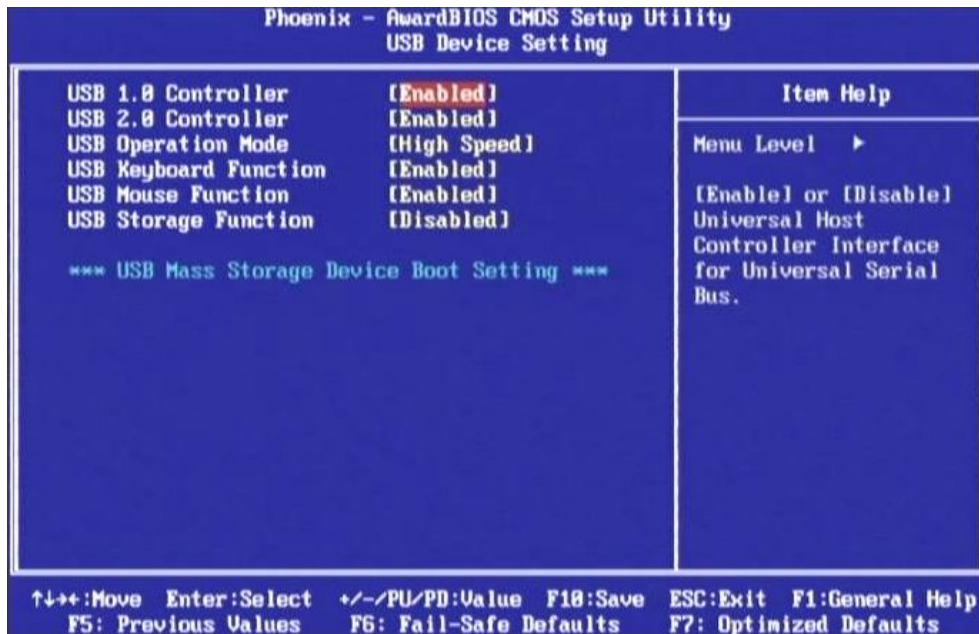 Phoenix - AwardBIOS CMOS Setup Utility
USB Device Setting
USB 1.0 Controller [Enabled]
USB 2.0 Controller [Enabled]
USB Operation Mode [High Speed]
USB Keyboard Function [Enabled]
USB Mouse Function [Enabled]
USB Storage Function [Disabled]
*** USB Mass Storage Device Boot Setting ***
Item Help
Menu Level ►
[Enable] or [Disable]
Universal Host
Controller Interface
for Universal Serial
Bus.
↑↓→←:Move Enter:Select +/-/PU/PD:Value F10:Save ESC:Exit F1:General Help
F5: Previous Values F6: Fail-Safe Defaults F7: Optimized Defaults